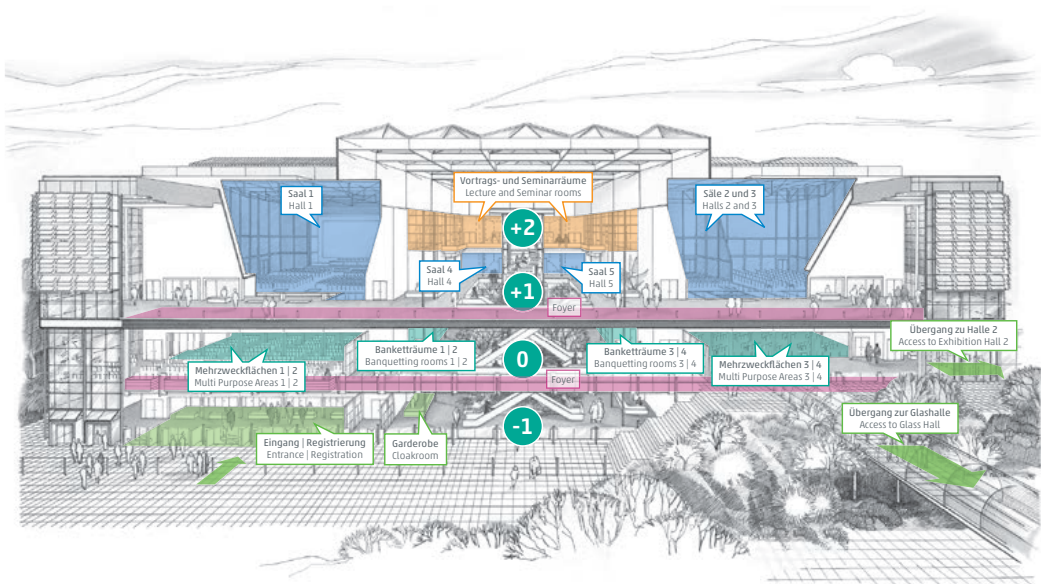 Vortrags- und Seminarräume
Lecture and Seminar rooms
Saal 1
Hall 1
Säle 2 und 3
Halls 2 and 3
+2
Saal 4
Hall 4
Saal 5
Hall 5
+1
Foyer
Übergang zu Halle 2
Access to Exhibition Hall 2
Banketträume 1 | 2
Banquetting rooms 1 | 2
0
Banketträume 3 | 4
Banquetting rooms 3 | 4
Mehrzweckflächen 1 | 2
Multi Purpose Areas 1 | 2
Mehrzweckflächen 3 | 4
Multi Purpose Areas 3 | 4
Foyer
Übergang zur Glashalle
Access to Glass Hall
-1
Eingang | Registrierung
Entrance | Registration
Garderobe
Cloakroom